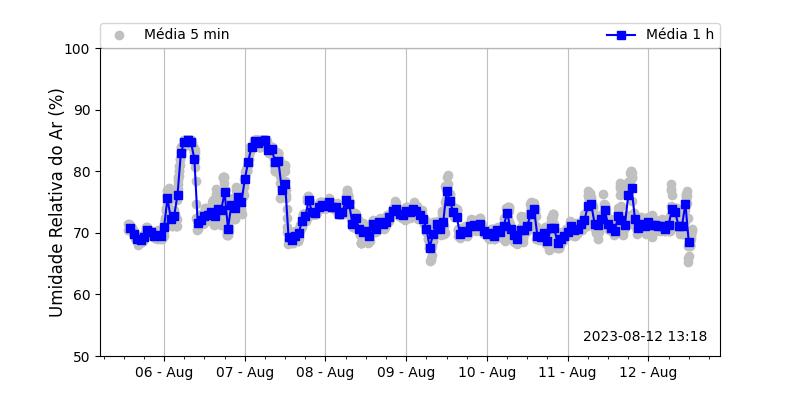 Média 5 min
Média 1 h
Umidade Relativa do Ar (%)
100
90
80
70
60
50
2023-08-12 13:18
06 - Aug
07 - Aug
08 - Aug
09 - Aug
10 - Aug
11 - Aug
12 - Aug